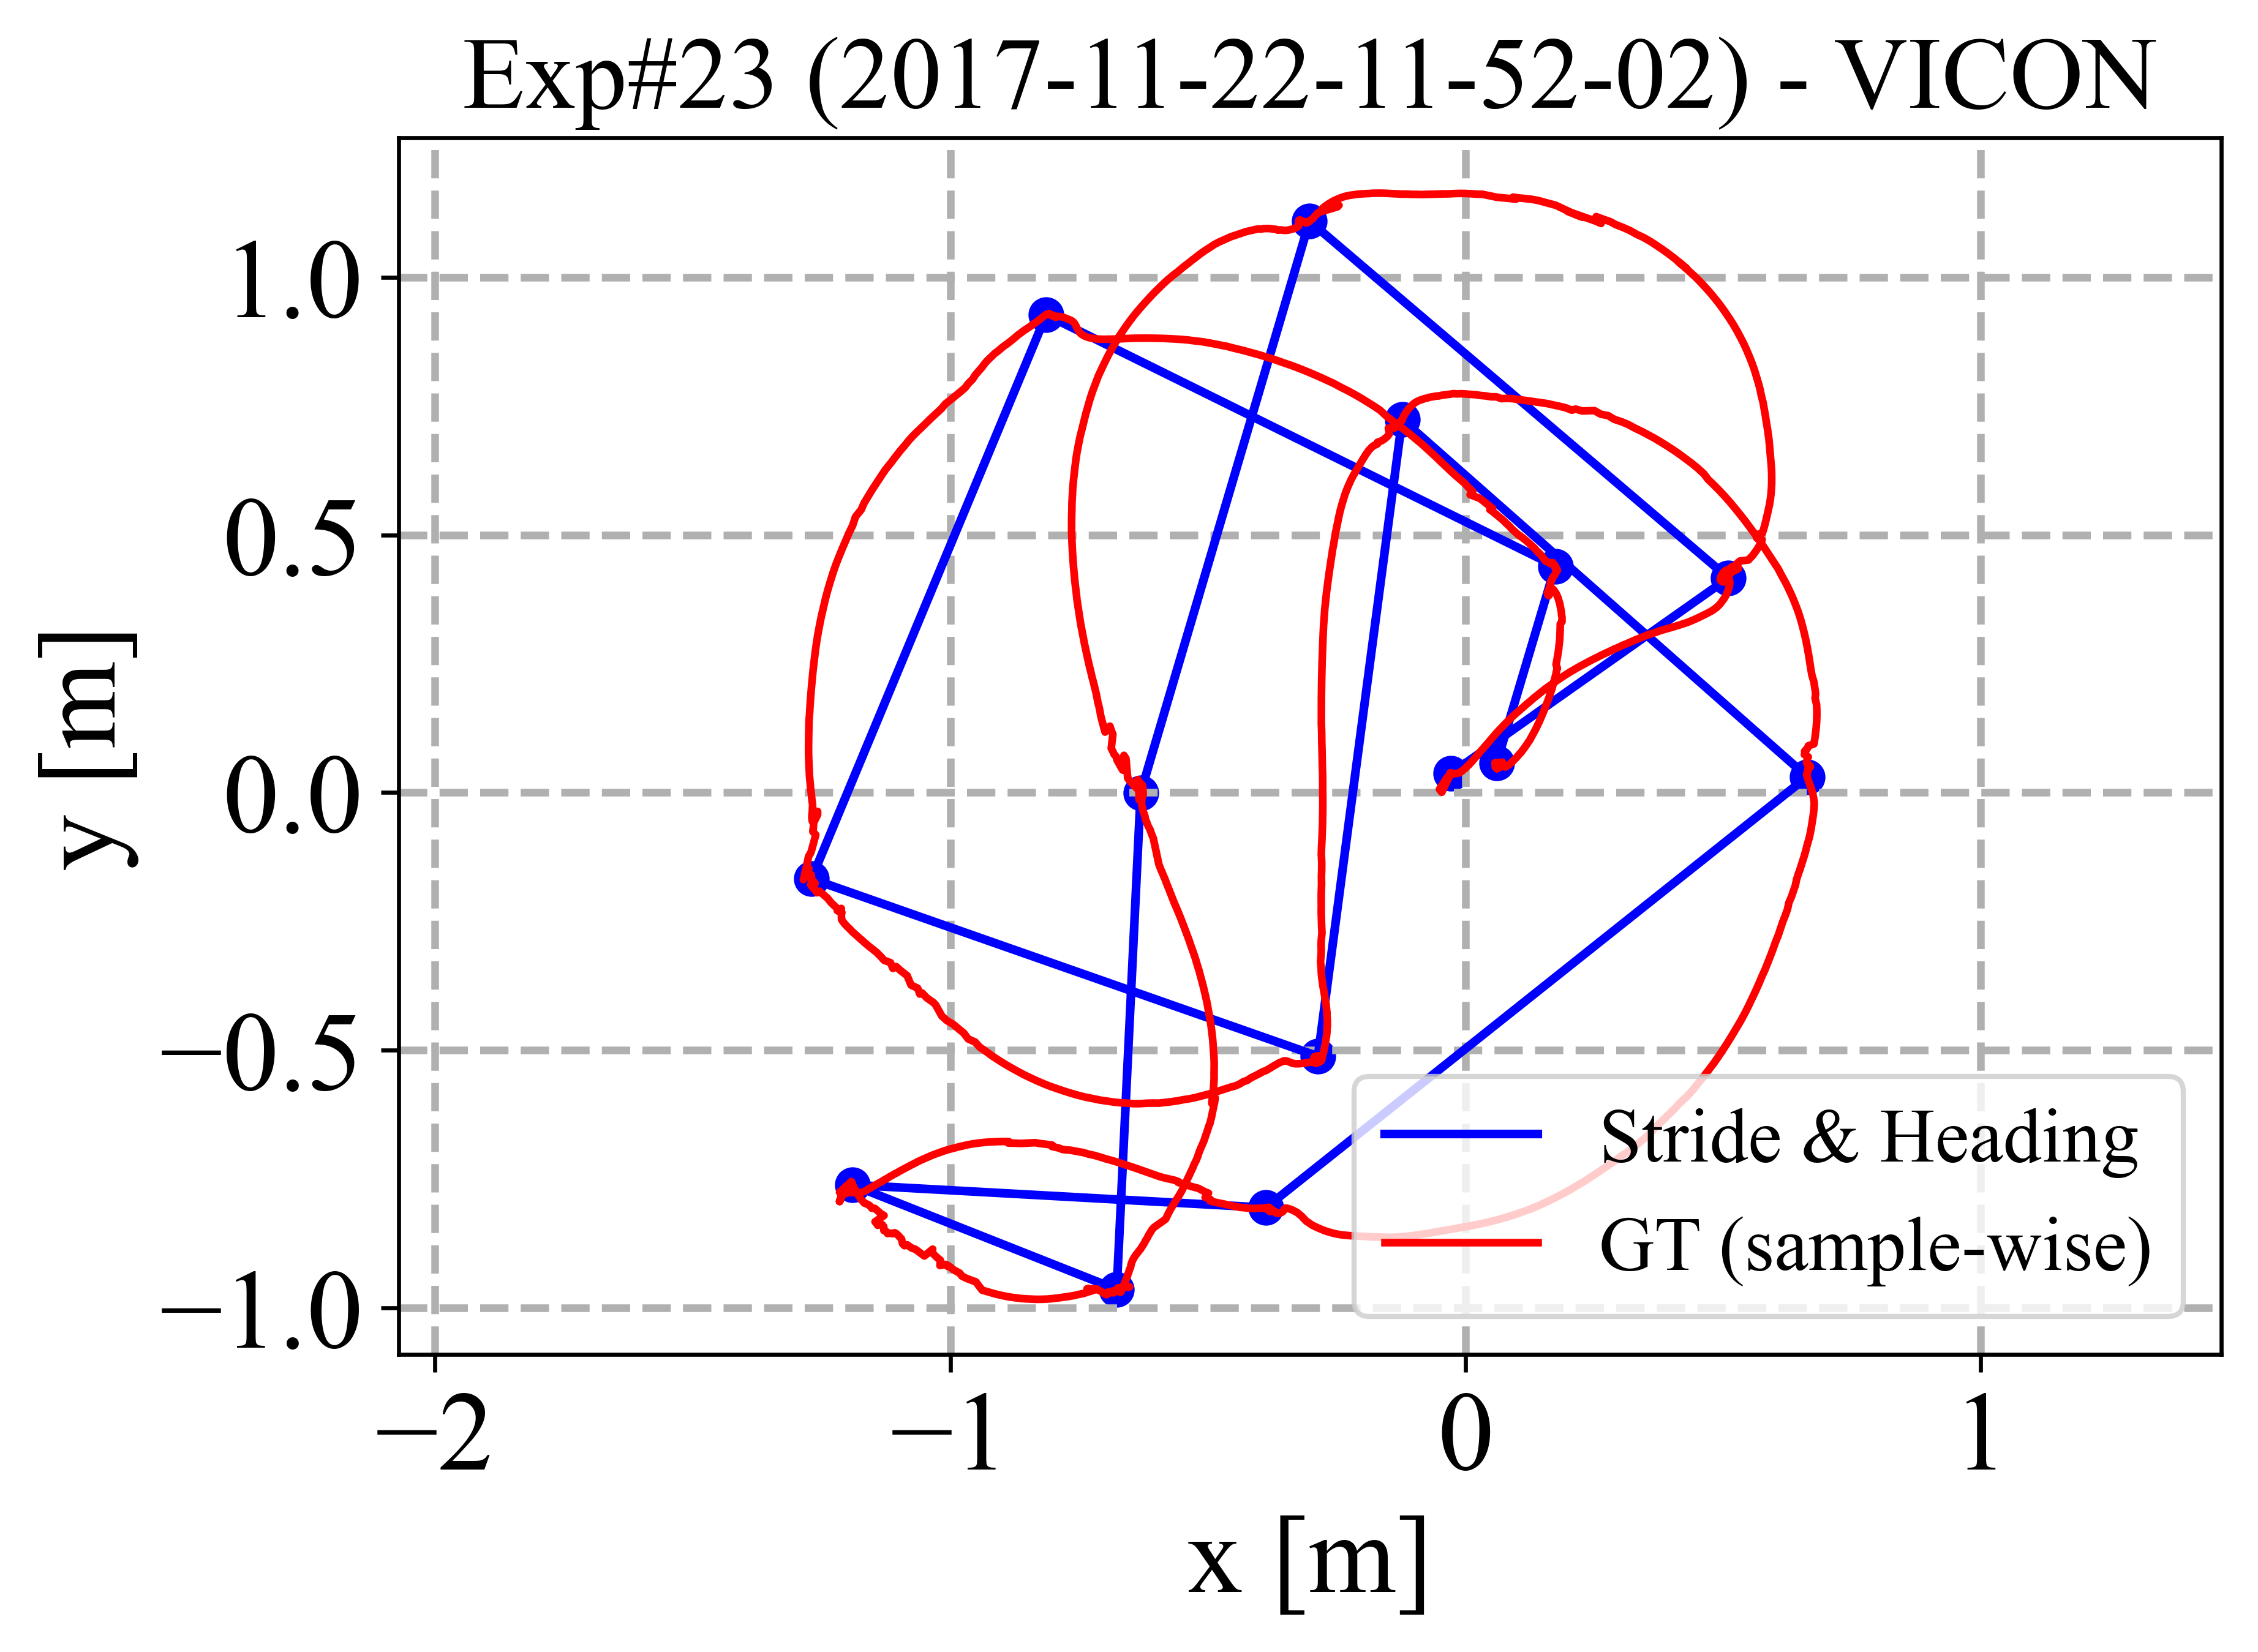 Exp#23 (2017-11-22-11-52-02) - VICON
1.0
0.5
0.0
−0.5
−1.0
y [m]
Stride & Heading
GT (sample-wise)
−2 −1 0 1
x [m]